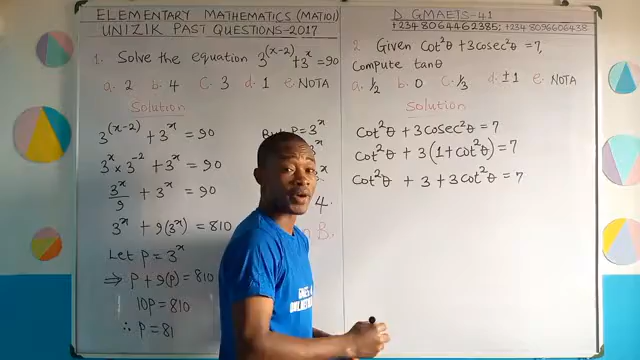 ELEMENTARY MATHEMATICS (MAT101)
UNIZIK PAST QUESTIONS-2017
1. Solve the equation 3^(x-2) + 3^x = 90
a. 2 b. 4 c. 3 d. 1 e. NOTA
Solution
3^(x-2) + 3^x = 90
3^x × 3^-2 + 3^x = 90
3^x/9 + 3^x = 90
3^x + 9(3^x) = 810
Let P = 3^x
⇒ P + 9(P) = 810
10P = 810
∴ P = 81
But P = 3^x
4
B.
D GMAETS-41
+2348064462385; +2348096606438
2. Given Cot²θ + 3cosec²θ = 7,
Compute tanθ
a. 1/2 b. 0 c. 1/3 d. ±1 e. NOTA
Solution
Cot²θ + 3cosec²θ = 7
Cot²θ + 3(1+cot²θ) = 7
Cot²θ + 3 + 3cot²θ = 7